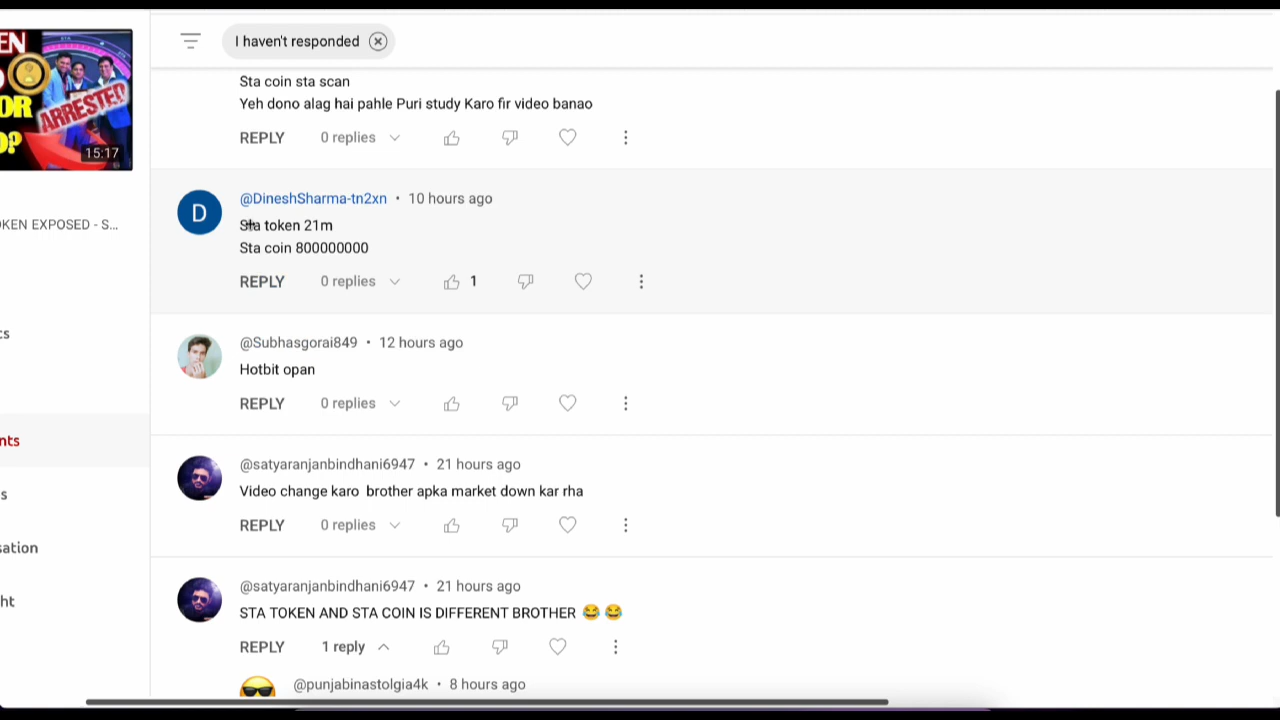 EN
OR
D?
ARRESTED
15:17
KEN EXPOSED - S...
ts
nts
s
sation
ht
I haven't responded
Sta coin sta scan
Yeh dono alag hai pahle Puri study Karo fir video banao
REPLY 0 replies
D
@DineshSharma-tn2xn • 10 hours ago
Sta token 21m
Sta coin 800000000
REPLY 0 replies 1
@Subhasgorai849 • 12 hours ago
Hotbit opan
REPLY 0 replies
@satyaranjanbindhani6947 • 21 hours ago
Video change karo brother apka market down kar rha
REPLY 0 replies
@satyaranjanbindhani6947 • 21 hours ago
STA TOKEN AND STA COIN IS DIFFERENT BROTHER 😂 😂
REPLY 1 reply
@punjabinastolgia4k • 8 hours ago